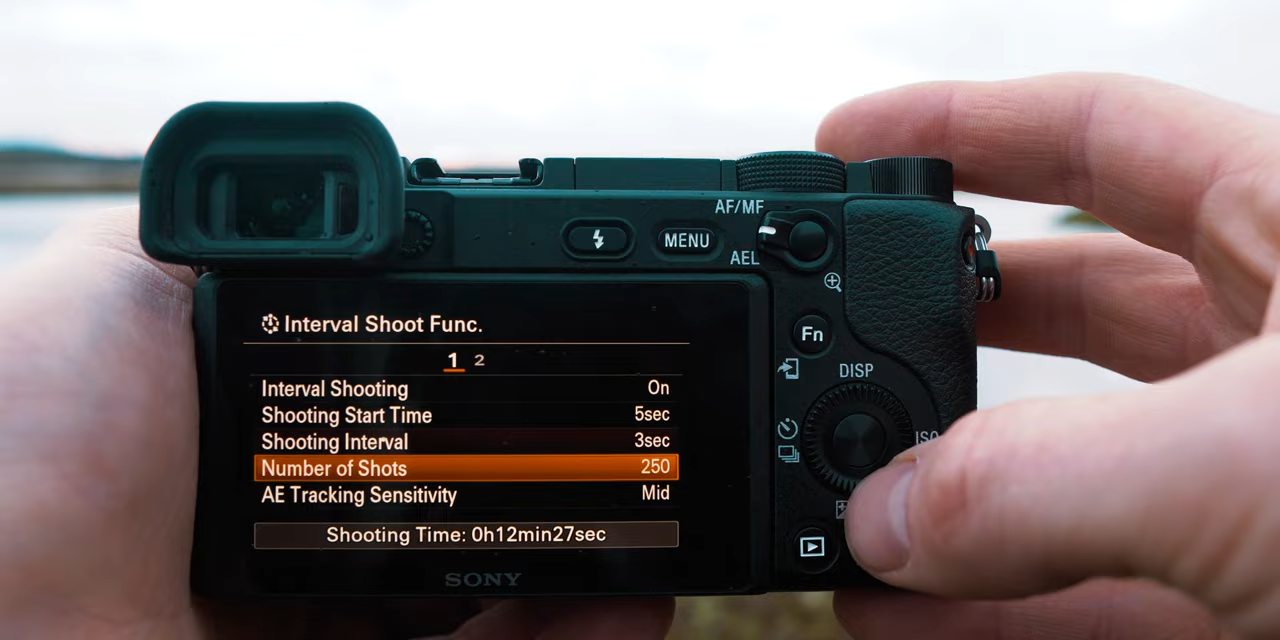 AF/MF
MENU
AEL
Fn
DISP
ISO
Interval Shoot Func.
1 2
Interval Shooting On
Shooting Start Time 5sec
Shooting Interval 3sec
Number of Shots 250
AE Tracking Sensitivity Mid
Shooting Time: 0h12min27sec
SONY